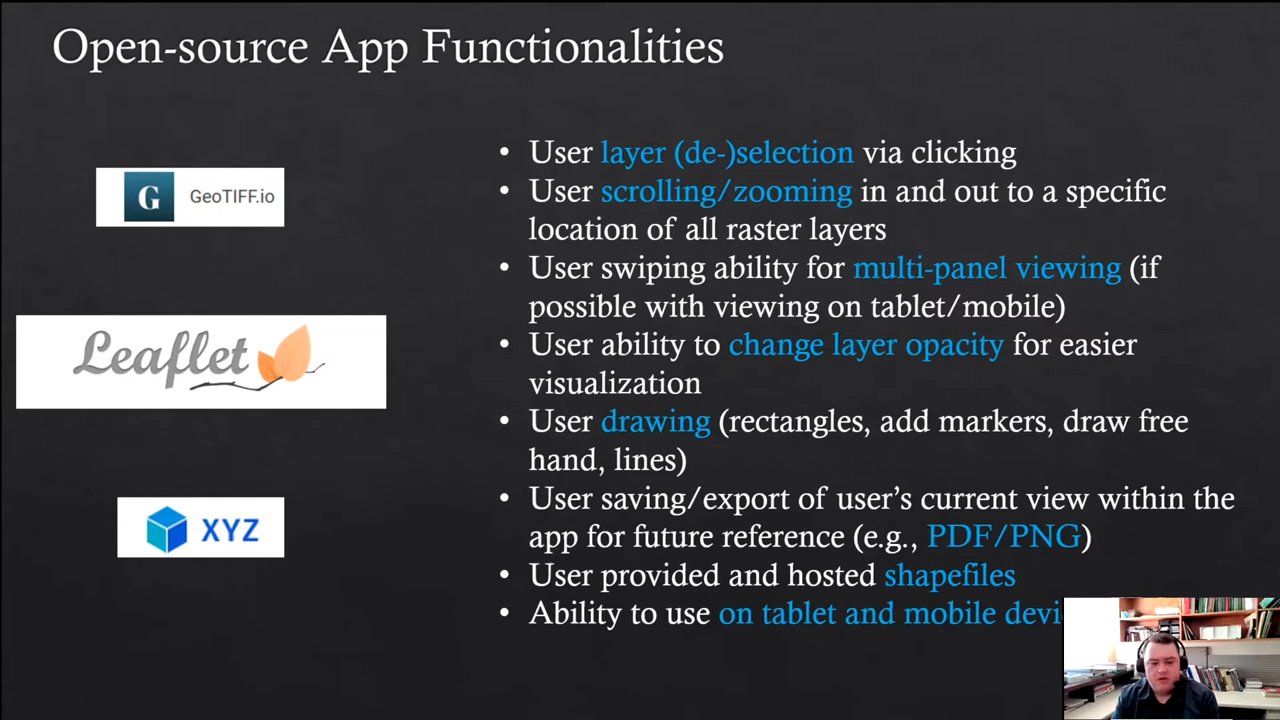 Open-source App Functionalities
G GeoTIFF.io
Leaflet
XYZ
• User layer (de-)selection via clicking
• User scrolling/zooming in and out to a specific
location of all raster layers
• User swiping ability for multi-panel viewing (if
possible with viewing on tablet/mobile)
• User ability to change layer opacity for easier
visualization
• User drawing (rectangles, add markers, draw free
hand, lines)
• User saving/export of user’s current view within the
app for future reference (e.g., PDF/PNG)
• User provided and hosted shapefiles
• Ability to use on tablet and mobile devi